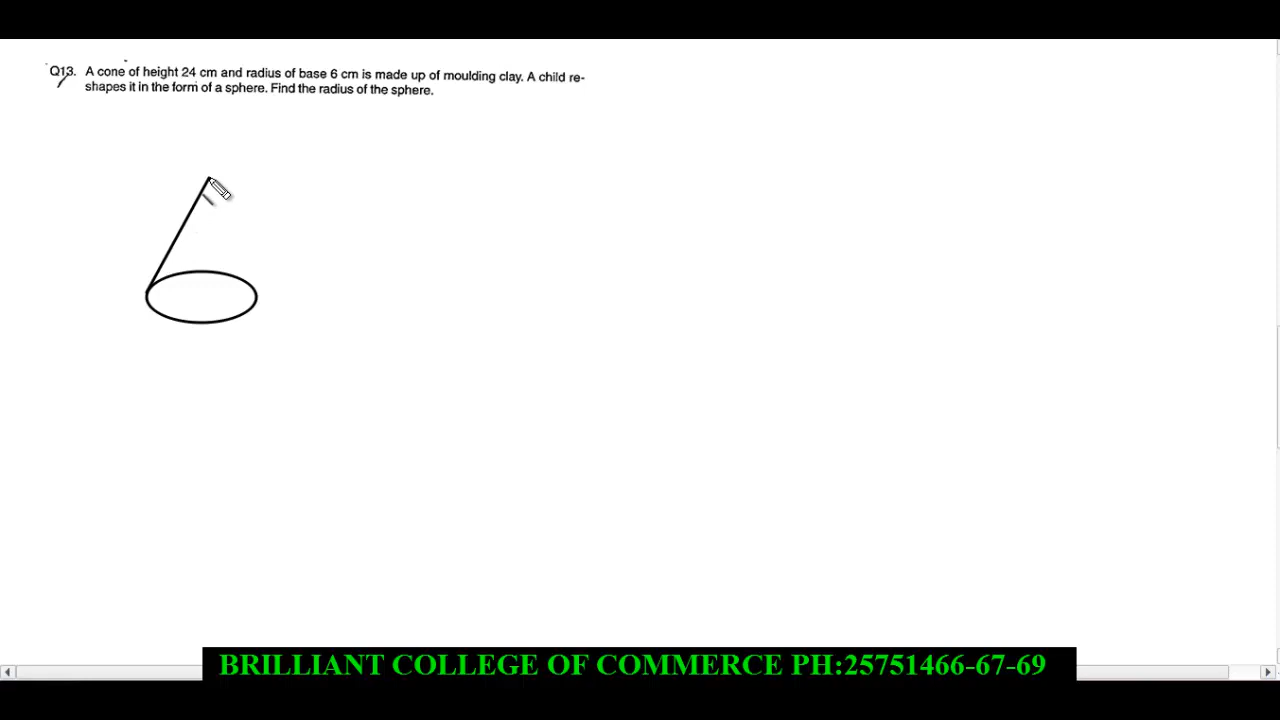 Q13. A cone of height 24 cm and radius of base 6 cm is made up of moulding clay. A child re-
shapes it in the form of a sphere. Find the radius of the sphere.
BRILLIANT COLLEGE OF COMMERCE PH:25751466-67-69